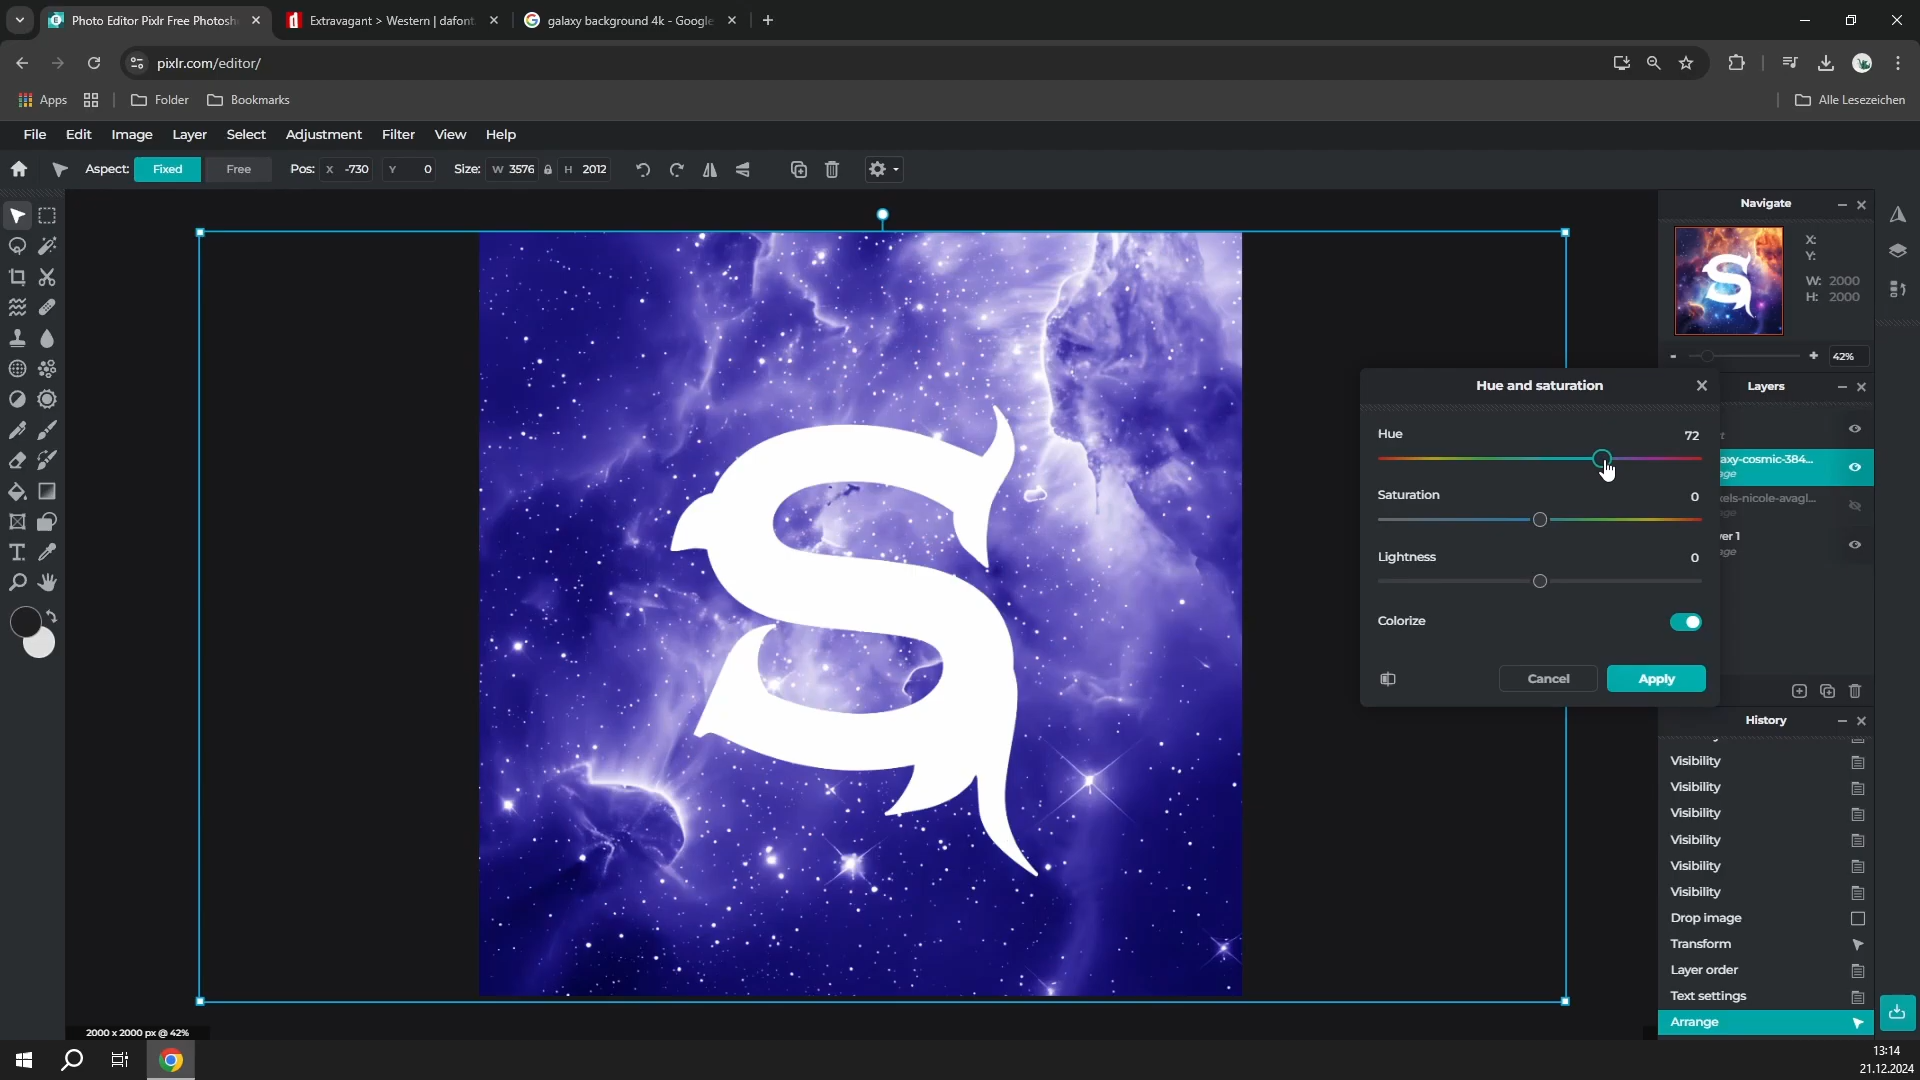 Photo Editor Pixlr Free Photosh
Extravagant > Western | dafont
galaxy background 4k - Google
pixlr.com/editor/
Apps
Folder
Bookmarks
Alle Lesezeichen
File Edit Image Layer Select Adjustment Filter View Help
Aspect: Fixed Free Pos: X -730 Y 0 Size: W 3576 H 2012
Navigate
X:
Y:
W: 2000
H: 2000
42%
Hue and saturation
Hue 72
Saturation 0
Lightness 0
Colorize
Cancel Apply
Layers
axy-cosmic-384...
age
xels-nicole-avagl...
age
yer 1
age
S
History
Visibility
Visibility
Visibility
Visibility
Visibility
Visibility
Drop image
Transform
Layer order
Text settings
Arrange
2000 x 2000 px @ 42%
13:14
21.12.2024